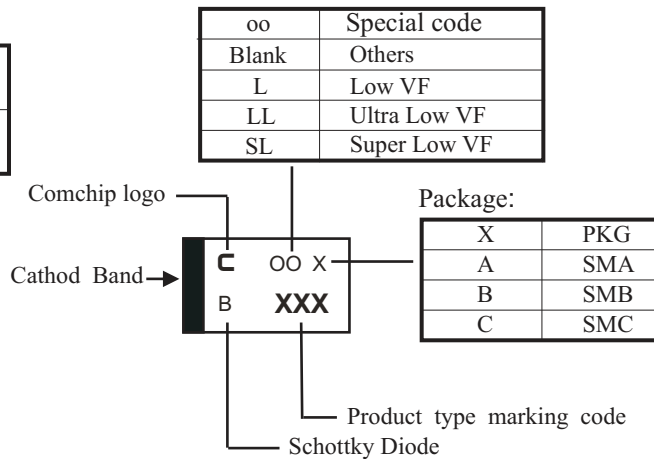 oo Special code
Blank Others
L Low VF
LL Ultra Low VF
SL Super Low VF
Comchip logo
Package:
X PKG
A SMA
B SMB
C SMC
Cathod Band
C OO X
B XXX
Product type marking code
Schottky Diode